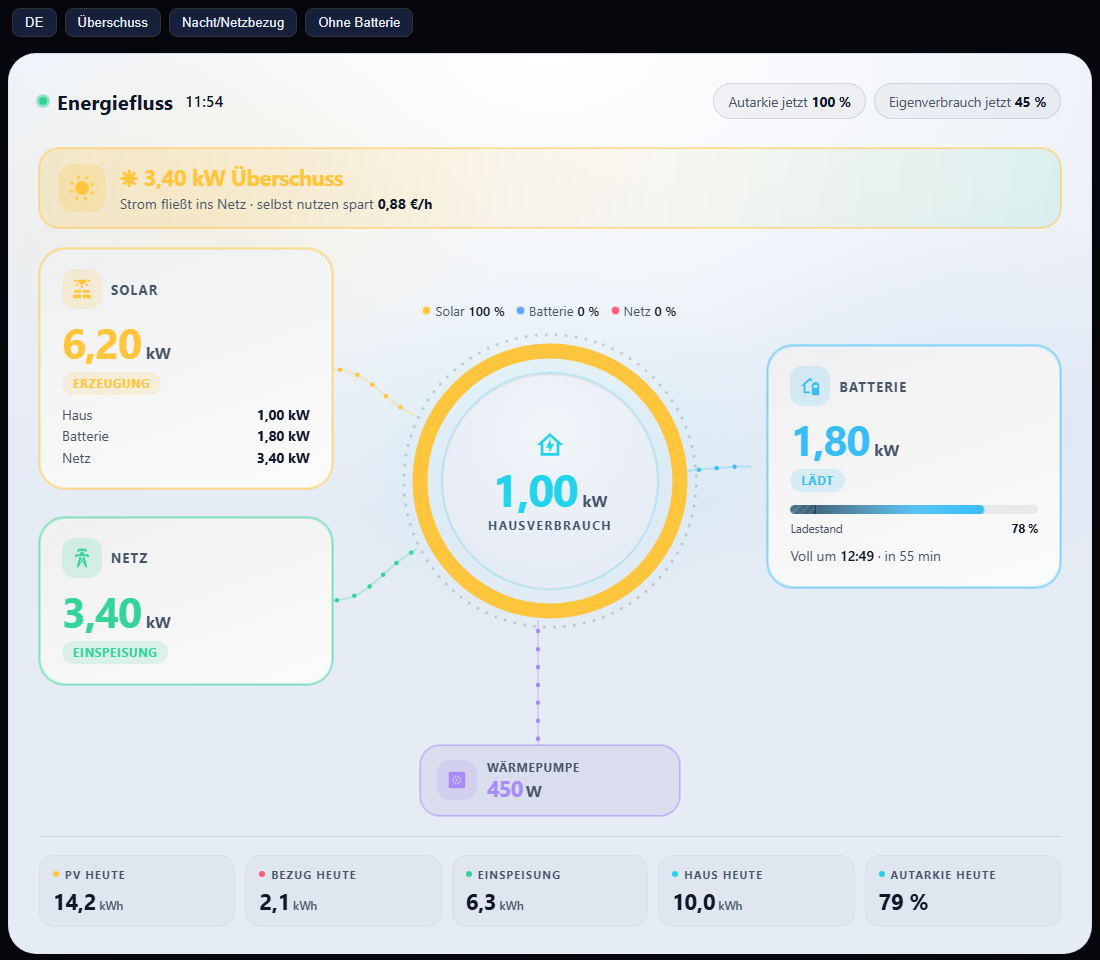 DE Überschuss Nacht/Netzbezug Ohne Batterie
Energiefluss 11:54
Autarkie jetzt 100 % Eigenverbrauch jetzt 45 %
3,40 kW Überschuss
Strom fließt ins Netz · selbst nutzen spart 0,88 €/h
SOLAR
6,20 kW
ERZEUGUNG
Haus 1,00 kW
Batterie 1,80 kW
Netz 3,40 kW
NETZ
3,40 kW
EINSPEISUNG
Solar 100 % Batterie 0 % Netz 0 %
1,00 kW
HAUSVERBRAUCH
BATTERIE
1,80 kW
LÄDT
Ladestand 78 %
Voll um 12:49 · in 55 min
WÄRMEPUMPE
450 W
PV HEUTE
14,2 kWh
BEZUG HEUTE
2,1 kWh
EINSPEISUNG
6,3 kWh
HAUS HEUTE
10,0 kWh
AUTARKIE HEUTE
79 %